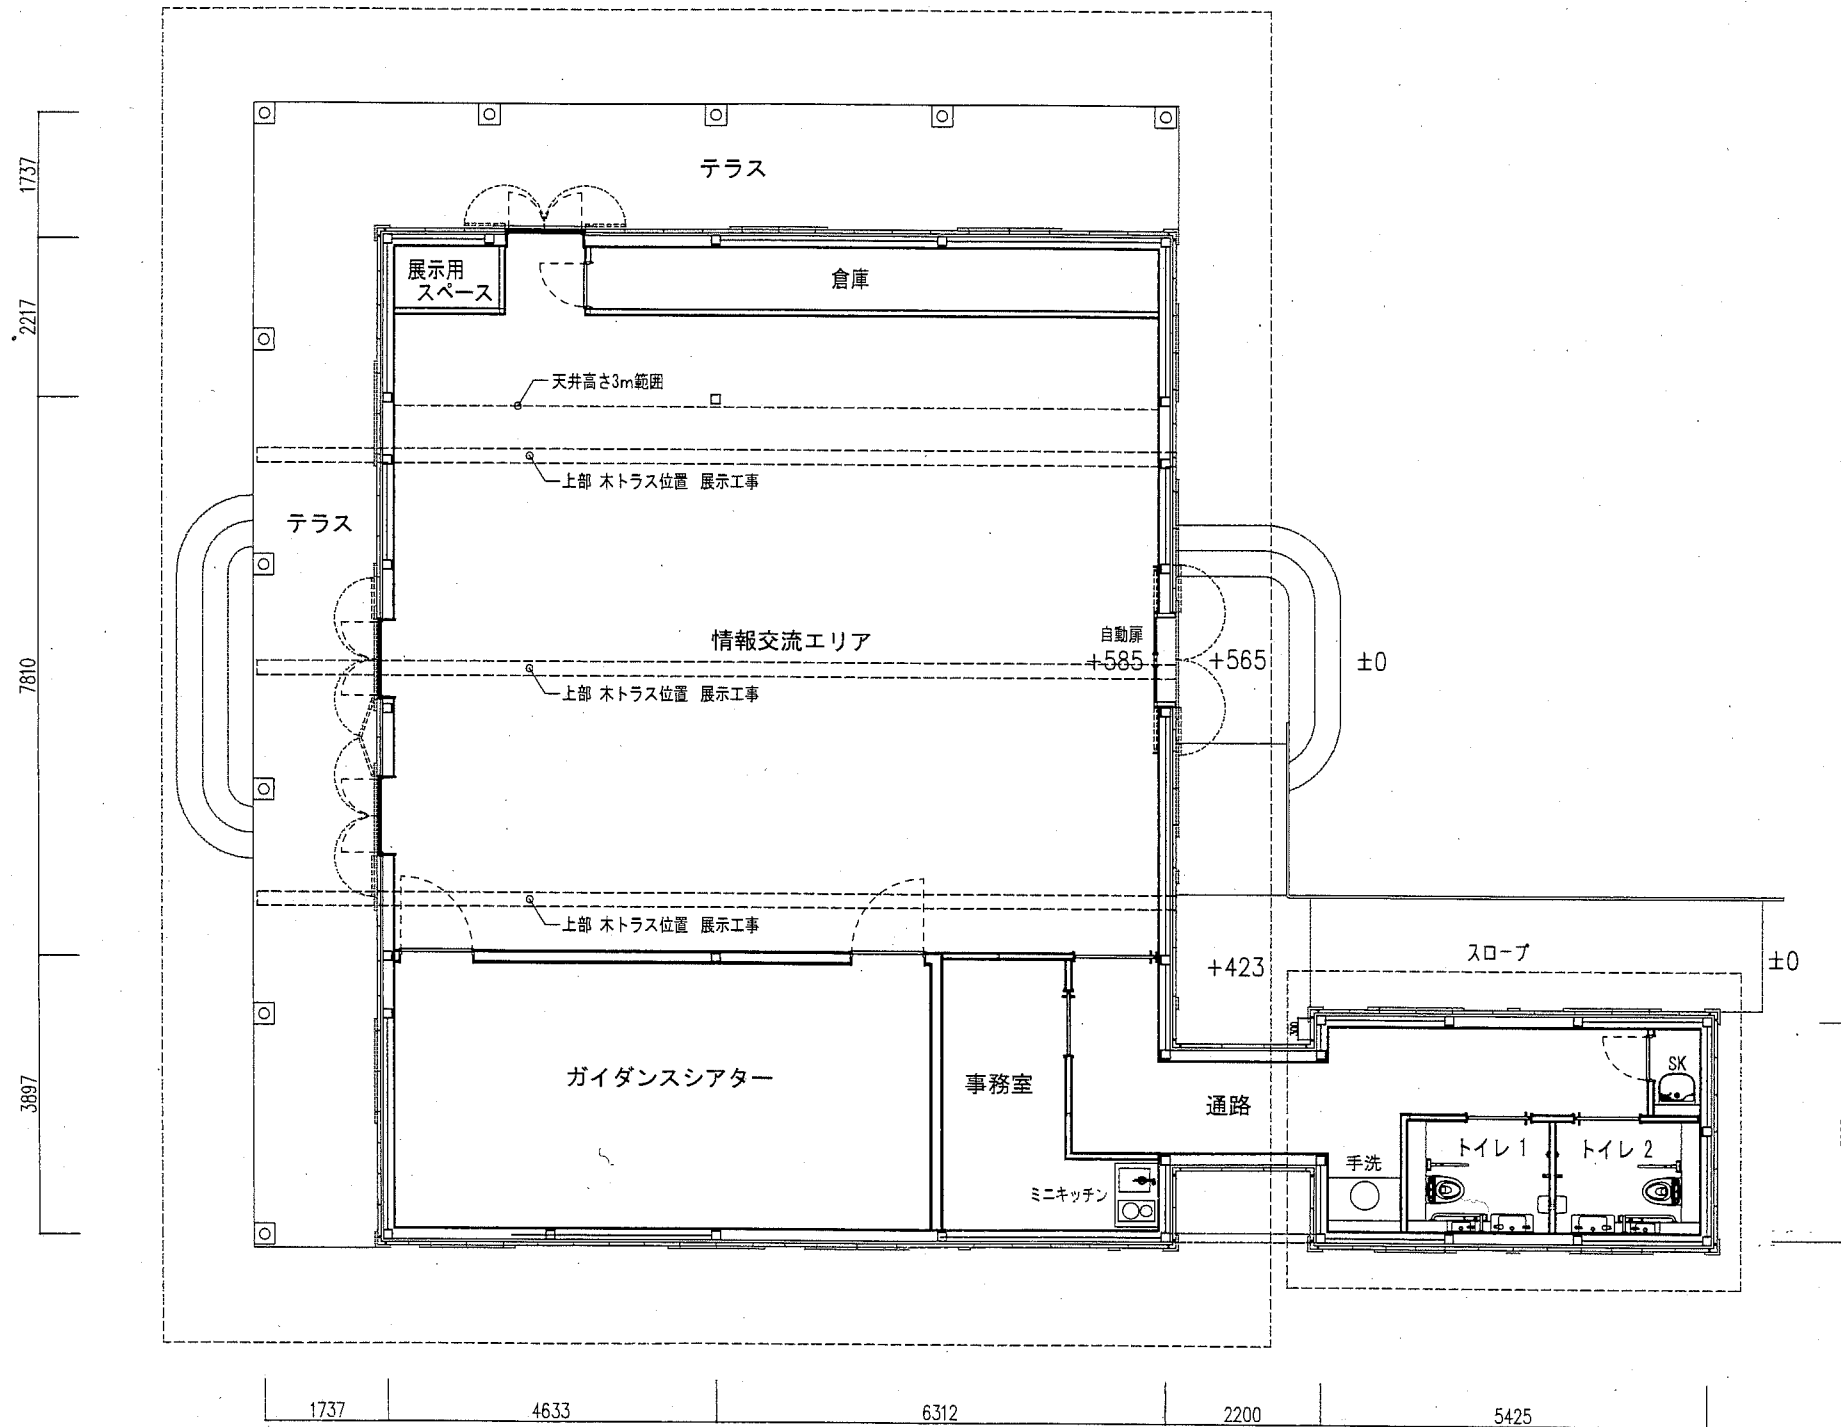 テラス
1737
展示用
スペース
倉庫
2217
天井高さ3m範囲
上部 木トラス位置 展示工事
テラス
情報交流エリア
自動扉
+585
+565
±0
7810
上部 木トラス位置 展示工事
上部 木トラス位置 展示工事
スロープ
+423
±0
SK
ガイダンスシアター
事務室
通路
3897
トイレ 1
トイレ 2
手洗
ミニキッチン
1737
4633
6312
2200
5425